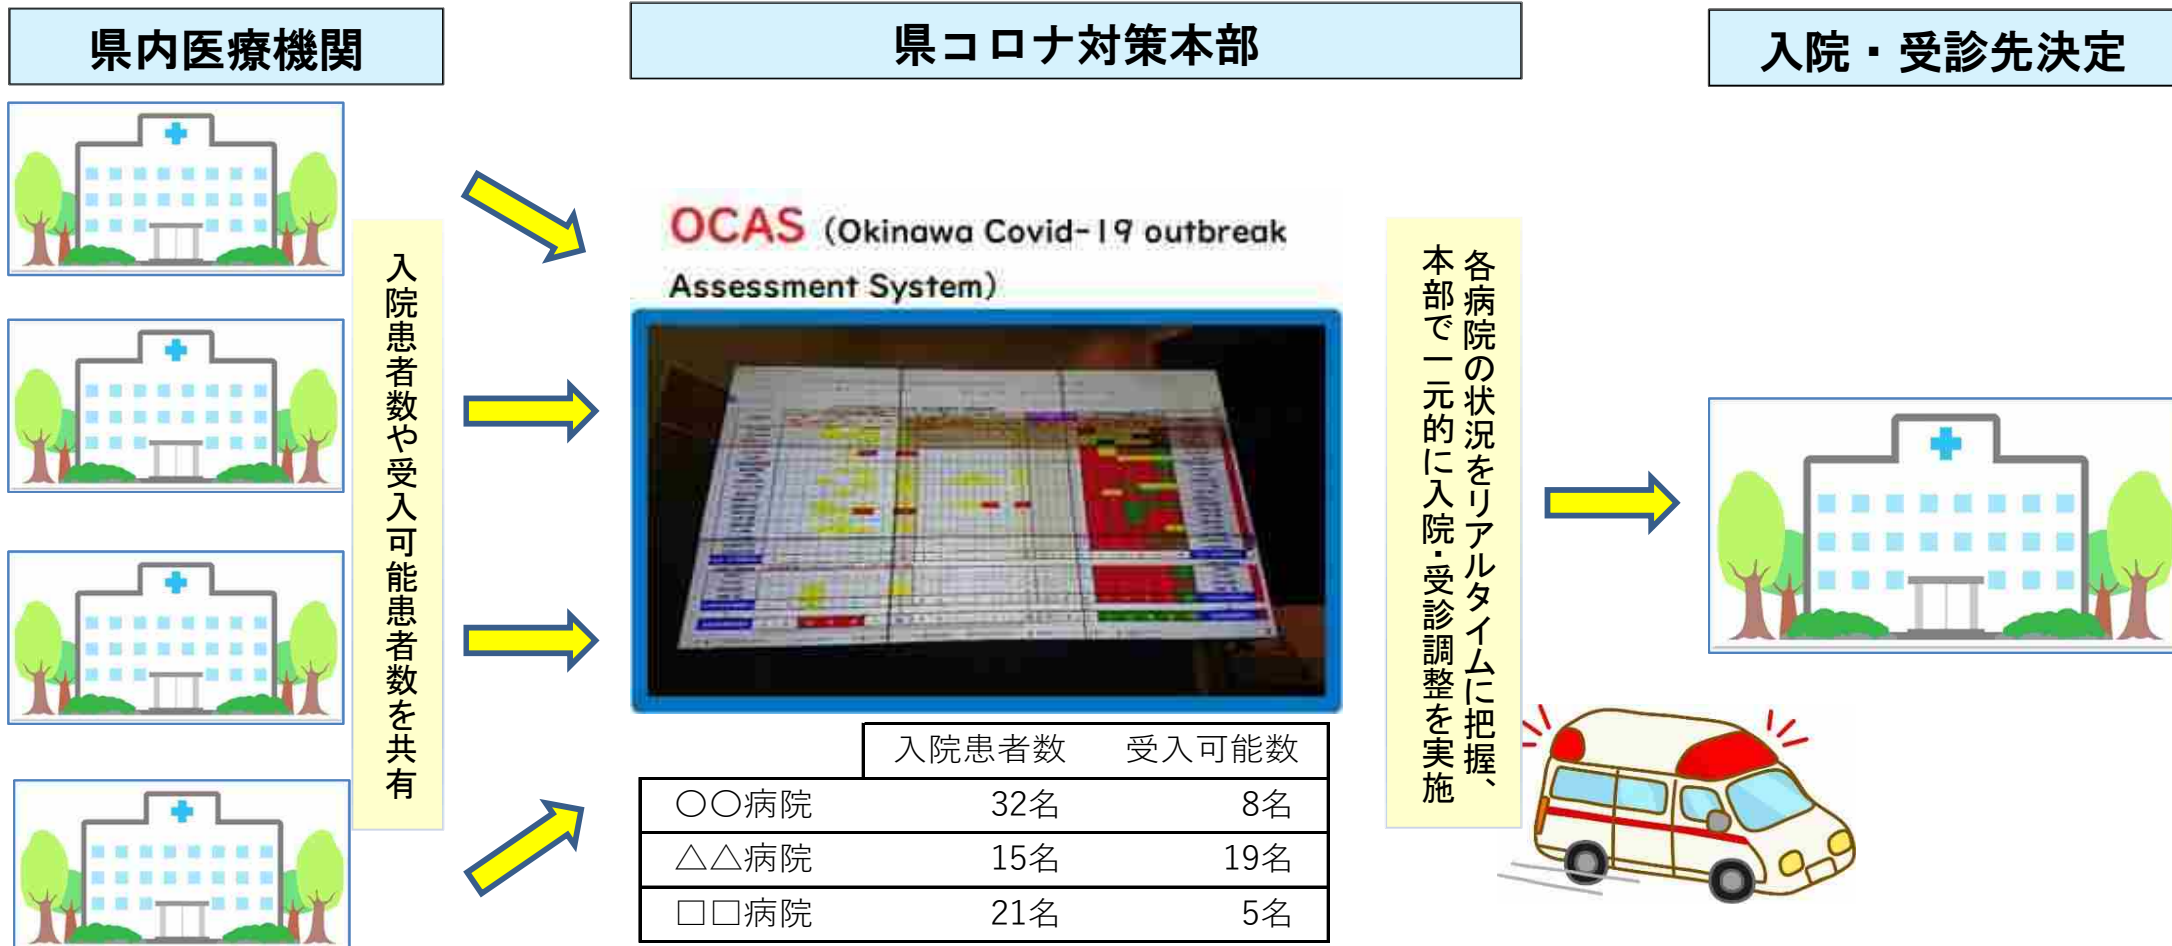 県内医療機関
県コロナ対策本部
入院・受診先決定
入院患者数や受入可能患者数を共有
OCAS (Okinawa Covid-19 outbreak
Assessment System)
各病院の状況をリアルタイムに把握、
本部で一元的に入院・受診調整を実施
入院患者数 受入可能数
〇〇病院 32名 8名
△△病院 15名 19名
□□病院 21名 5名